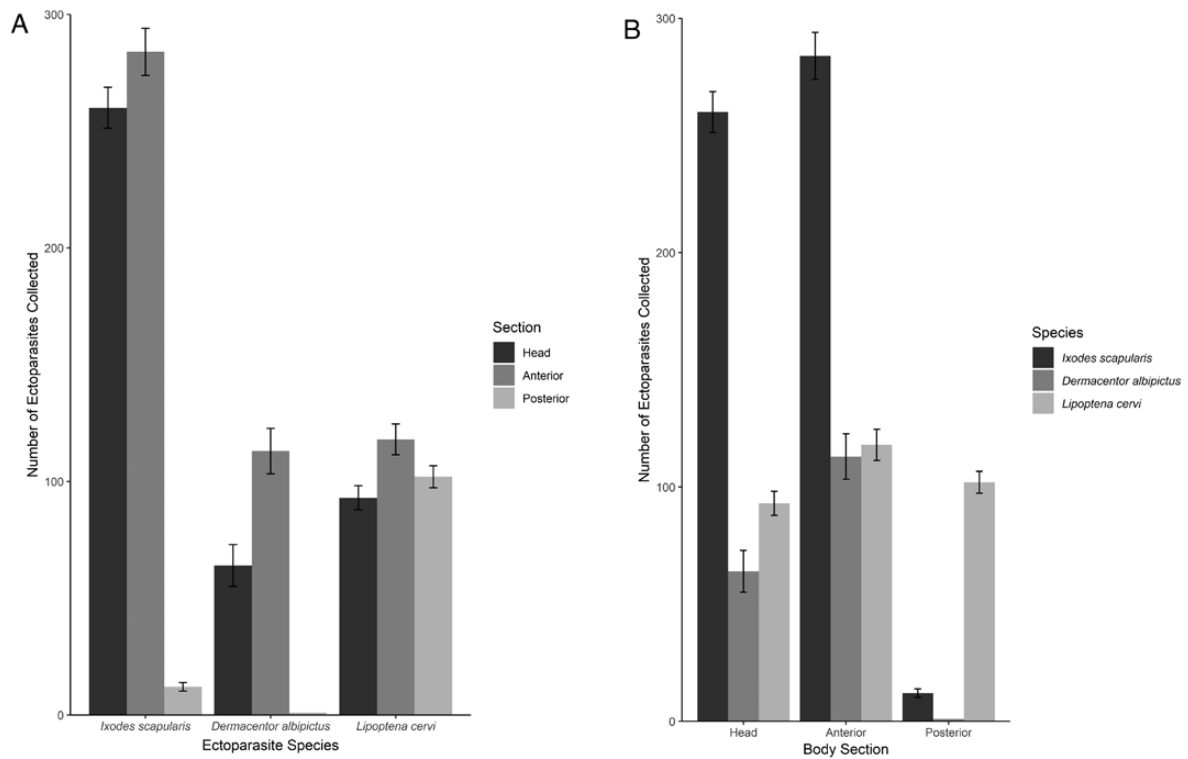 A
300
200
100
0
Number of Ectoparasites Collected
Ixodes scapularis
Dermacentor albipictus
Lipoptena cervi
Ectoparasite Species
Section
Head
Anterior
Posterior
B
300
200
100
0
Number of Ectoparasites Collected
Head
Anterior
Posterior
Body Section
Species
Ixodes scapularis
Dermacentor albipictus
Lipoptena cervi